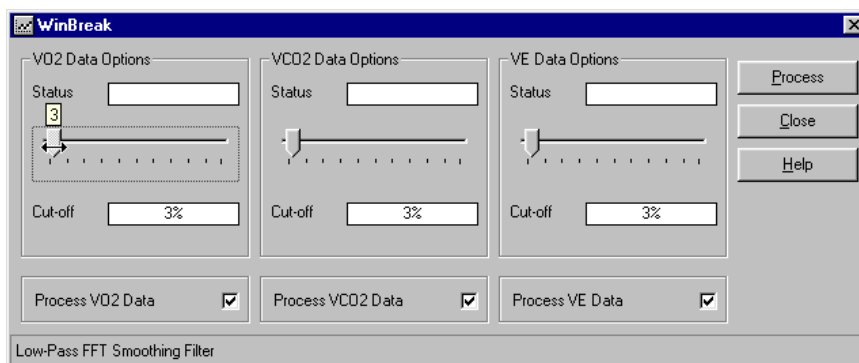 WinBreak
VO2 Data Options
VCO2 Data Options
VE Data Options
Status
Status
Status
3
Process
Close
Help
Cut-off 3%
Cut-off 3%
Cut-off 3%
Process VO2 Data
Process VCO2 Data
Process VE Data
Low-Pass FFT Smoothing Filter